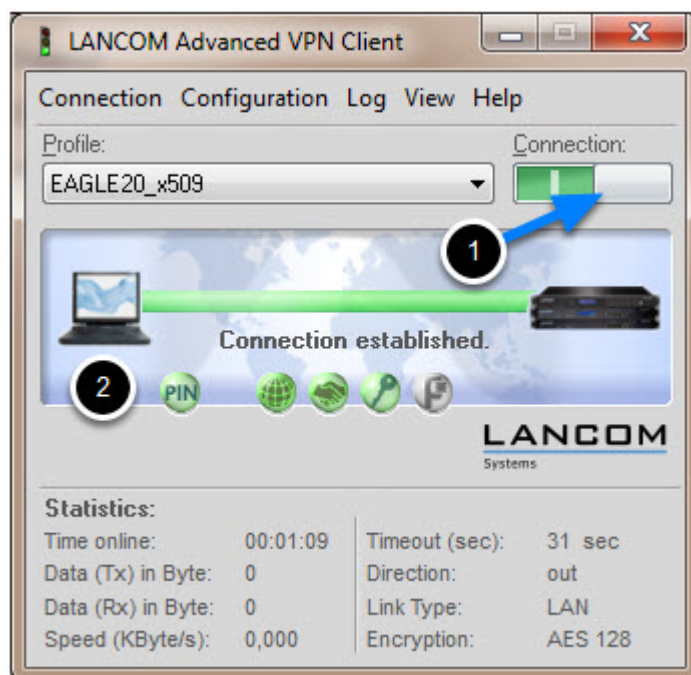 LANCOM Advanced VPN Client
Connection Configuration Log View Help
Profile: Connection:
EAGLE20_x509
1
Connection established.
2 PIN
LANCOM
Systems
Statistics:
Time online: 00:01:09 Timeout (sec): 31 sec
Data (Tx) in Byte: 0 Direction: out
Data (Rx) in Byte: 0 Link Type: LAN
Speed (KByte/s): 0,000 Encryption: AES 128